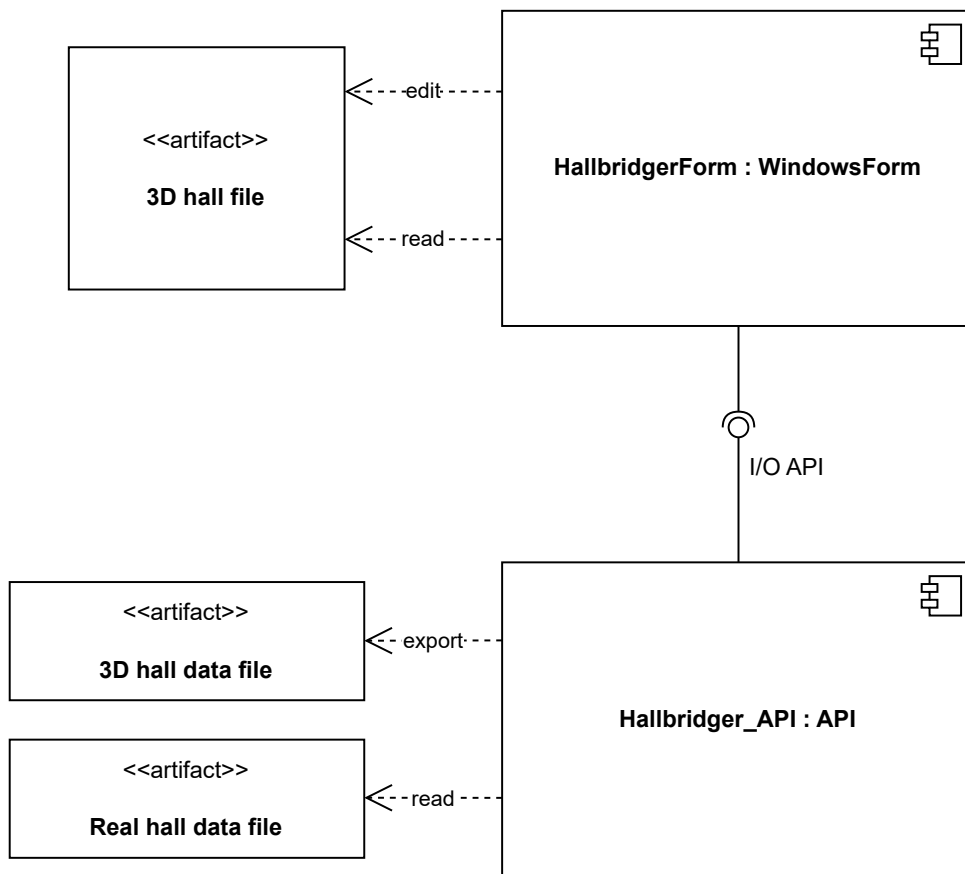 <<artifact>>
3D hall file
edit
read
HallbridgerForm : WindowsForm
I/O API
<<artifact>>
3D hall data file
export
<<artifact>>
Real hall data file
read
Hallbridger_API : API